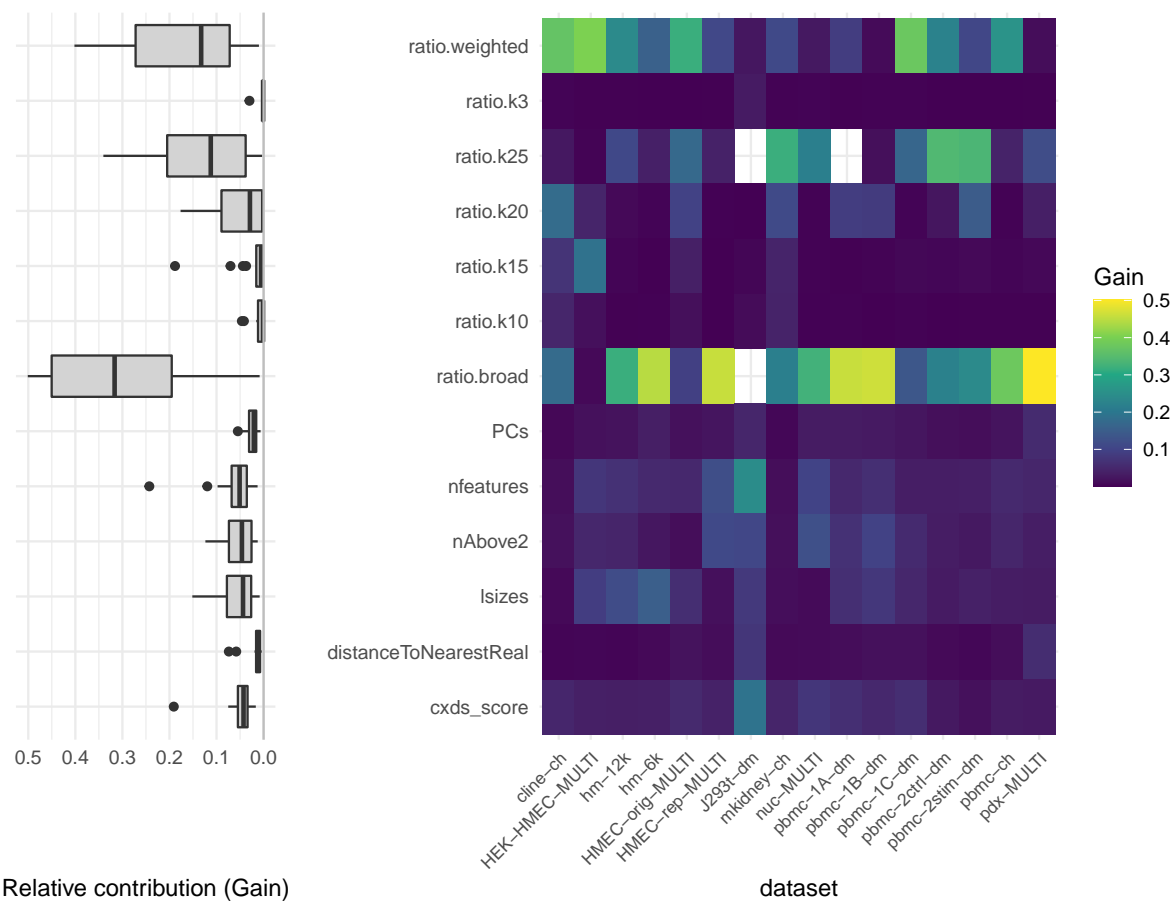 ratio.weighted
ratio.k3
ratio.k25
ratio.k20
ratio.k15
ratio.k10
ratio.broad
PCs
nfeatures
nAbove2
lsizes
distanceToNearestReal
cxds_score
0.5 0.4 0.3 0.2 0.1 0.0
Relative contribution (Gain)
cline−ch
HEK−HMEC−MULTI
hm−12k
hm−6k
HMEC−orig−MULTI
HMEC−rep−MULTI
J293t−dm
mkidney−ch
nuc−MULTI
pbmc−1A−dm
pbmc−1B−dm
pbmc−1C−dm
pbmc−2ctrl−dm
pbmc−2stim−dm
pbmc−ch
pdx−MULTI
dataset
Gain
0.5
0.4
0.3
0.2
0.1